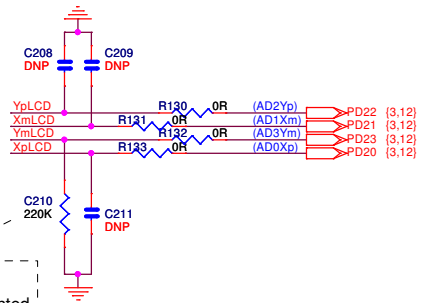 C208 C209
DNP DNP
YpLCD R130 0R (AD2Yp) PD22 {3,12}
XmLCD R131 0R (AD1Xm) PD21 {3,12}
YmLCD R132 0R (AD3Ym) PD23 {3,12}
XpLCD R133 0R (AD0Xp) PD20 {3,12}
C210
220K
C211
DNP